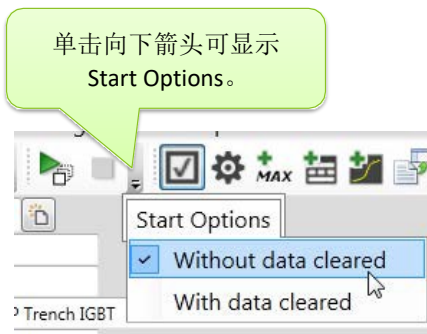 单击向下箭头可显示
Start Options。
MAX
Start Options
Without data cleared
With data cleared
P Trench IGBT